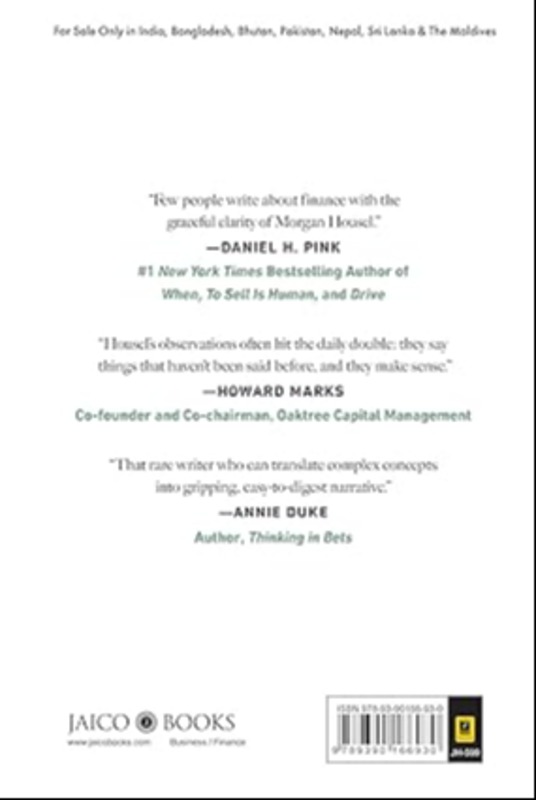 For Sale Only in India, Bangladesh, Bhutan, Pakistan, Nepal, Sri Lanka & The Maldives
“Few people write about finance with the
graceful clarity of Morgan Housel.”
—DANIEL H. PINK
#1 New York Times Bestselling Author of
When, To Sell Is Human, and Drive
“Housel’s observations often hit the daily double: they say
things that haven’t been said before, and they make sense.”
—HOWARD MARKS
Co-founder and Co-chairman, Oaktree Capital Management
“That rare writer who can translate complex concepts
into gripping, easy-to-digest narrative.”
—ANNIE DUKE
Author, Thinking in Bets
JAICO BOOKS
www.jaicobooks.com Business / Finance
ISBN 978-93-90166-93-0
9789390166930